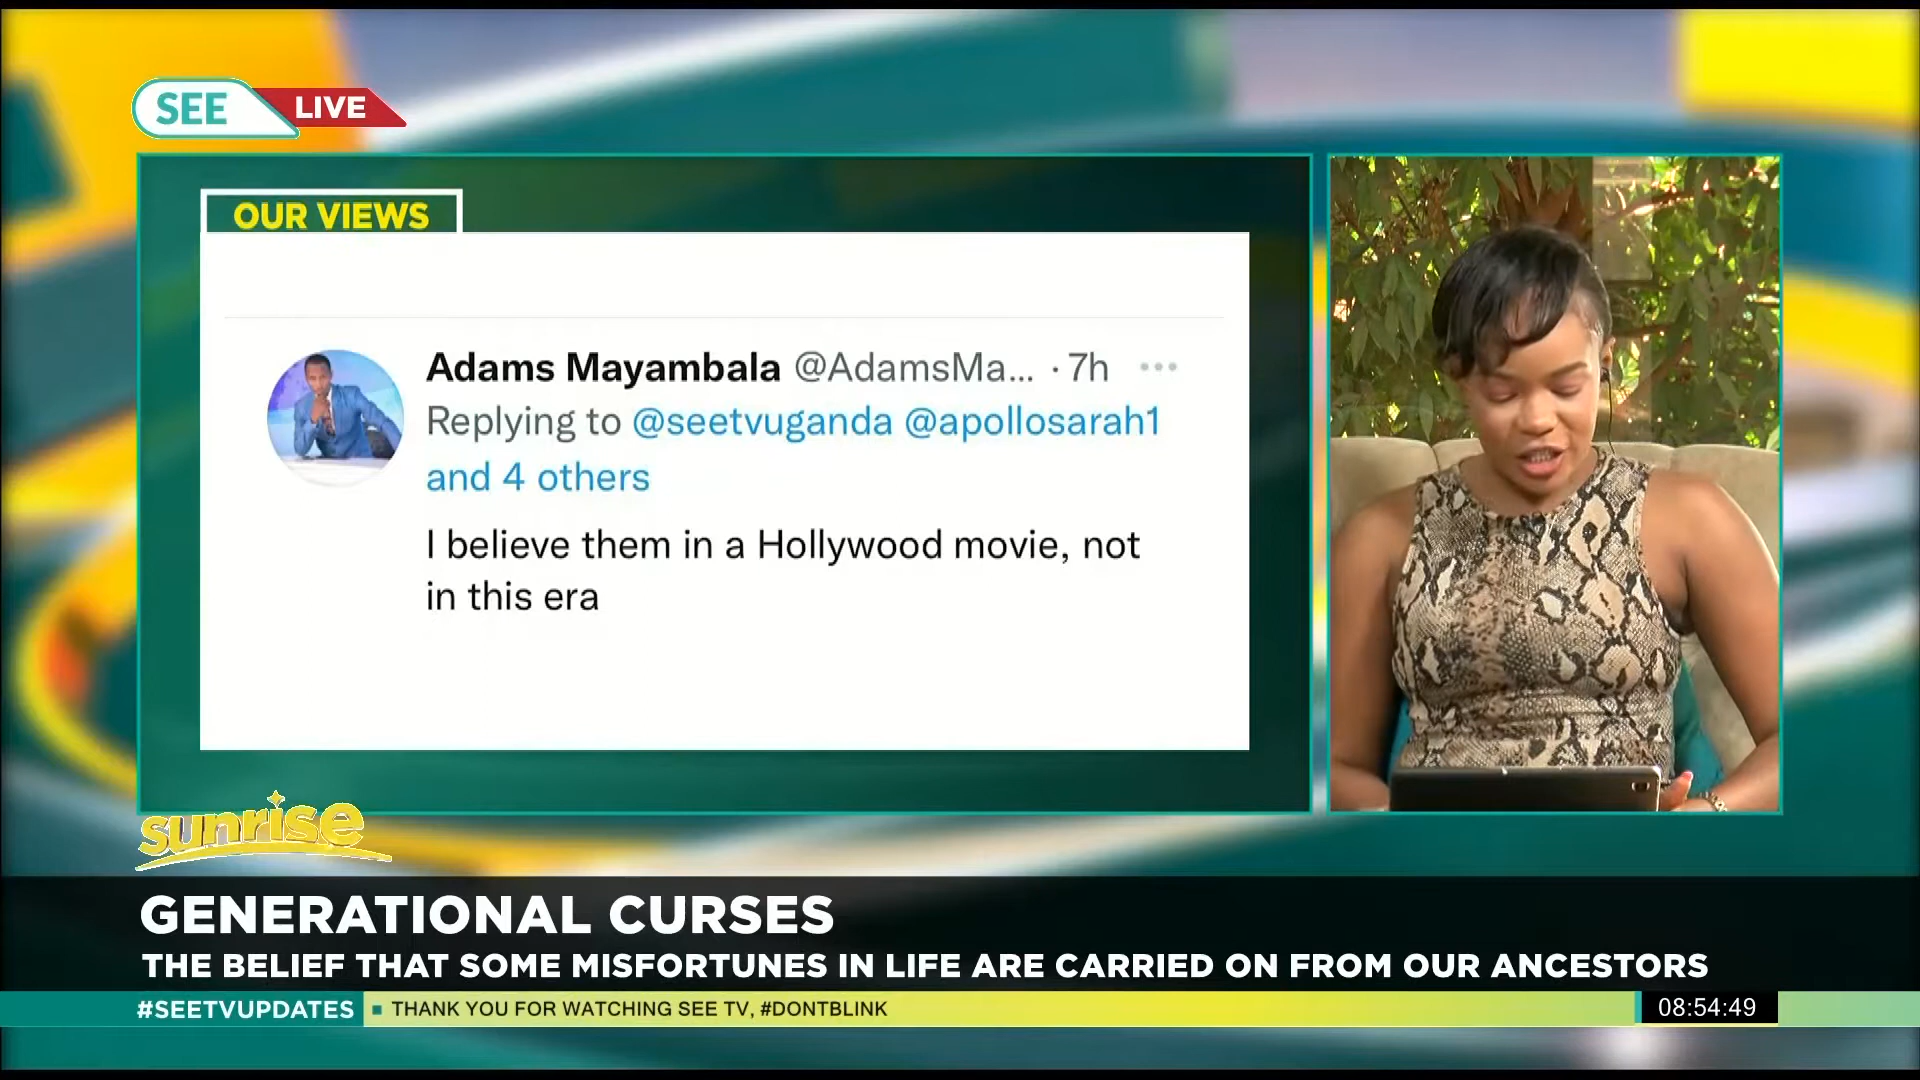 SEE LIVE
OUR VIEWS
Adams Mayambala @AdamsMa... · 7h ...
Replying to @seetvuganda @apollosarah1
and 4 others
I believe them in a Hollywood movie, not
in this era
sunrise
GENERATIONAL CURSES
THE BELIEF THAT SOME MISFORTUNES IN LIFE ARE CARRIED ON FROM OUR ANCESTORS
#SEETVUPDATES ▪ THANK YOU FOR WATCHING SEE TV, #DONTBLINK 08:54:49